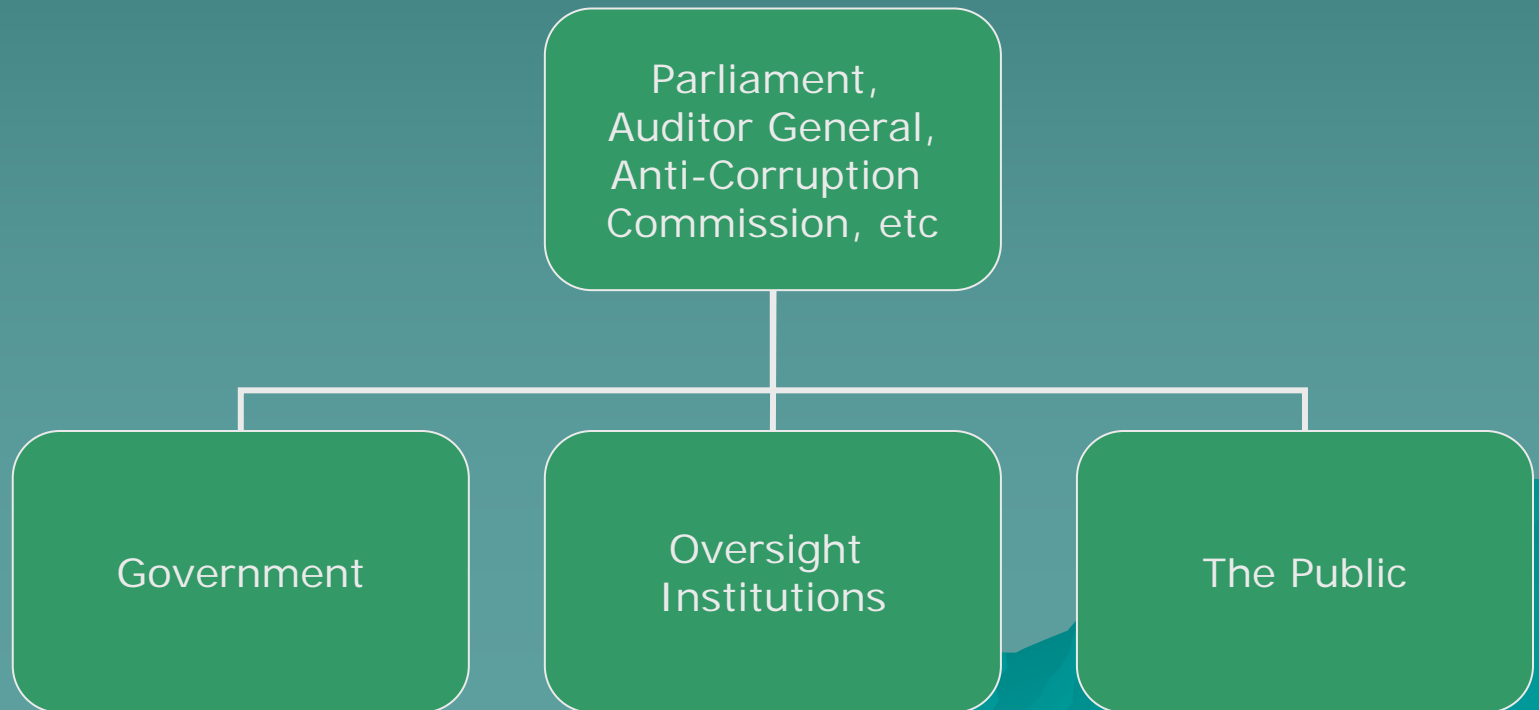 Parliament,
Auditor General,
Anti-Corruption
Commission, etc
Government
Oversight
Institutions
The Public